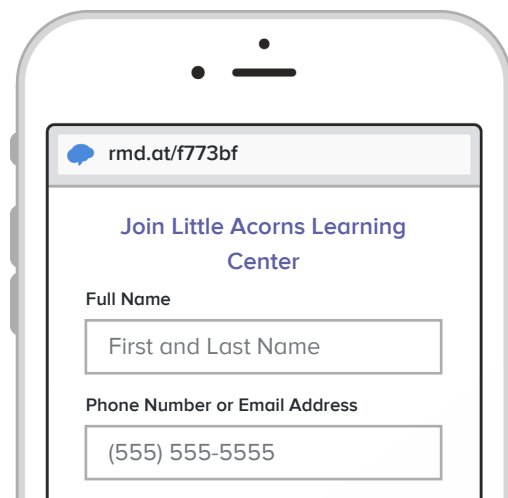 rmd.at/f773bf
Join Little Acorns Learning
Center
Full Name
First and Last Name
Phone Number or Email Address
(555) 555-5555